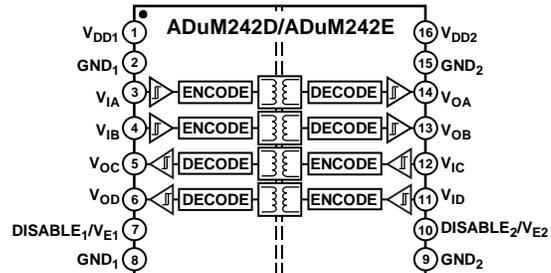 ADuM242D/ADuM242E
VDD1 1 16 VDD2
GND1 2 15 GND2
VIA 3 ENCODE DECODE 14 VOA
VIB 4 ENCODE DECODE 13 VOB
VOC 5 DECODE ENCODE 12 VIC
VOD 6 DECODE ENCODE 11 VID
DISABLE1/VE1 7 10 DISABLE2/VE2
GND1 8 9 GND2